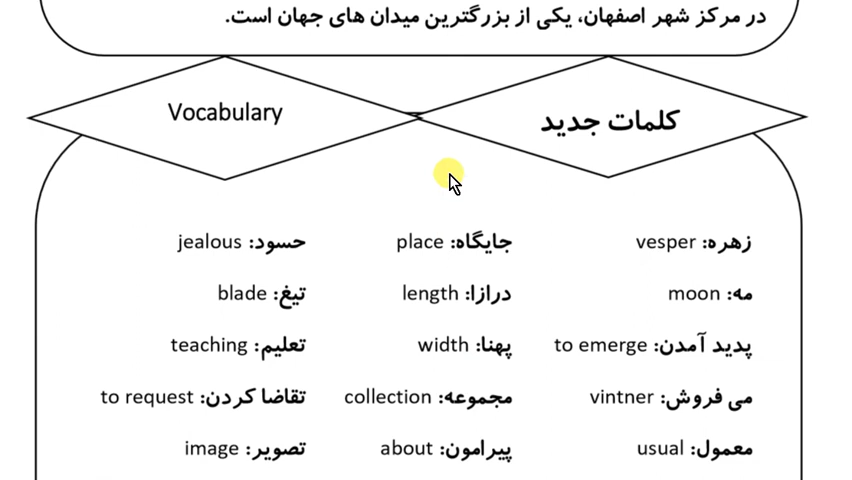 در مرکز شهر اصفهان، یکی از بزرگترین میدان های جهان است.
کلمات جدید Vocabulary
زهره: vesper جایگاه: place حسود: jealous
مه: moon درازا: length تیغ: blade
پدید آمدن: to emerge پهنا: width تعلیم: teaching
می فروش: vintner مجموعه: collection تقاضا کردن: to request
معمول: usual پیرامون: about تصویر: image